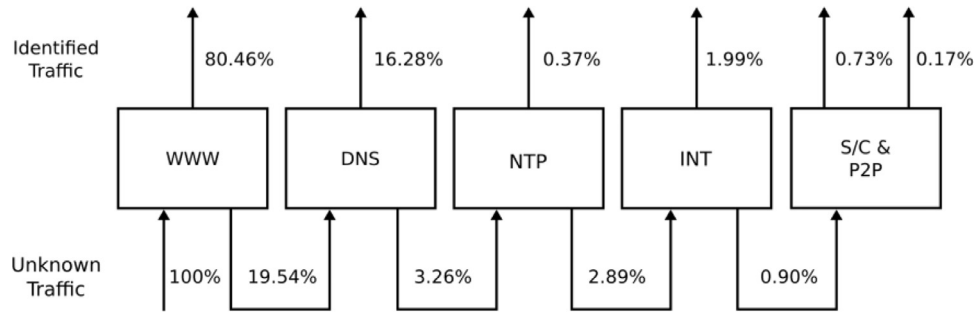 Identified
Traffic
80.46%
16.28%
0.37%
1.99%
0.73%
0.17%
WWW
DNS
NTP
INT
S/C &
P2P
Unknown
Traffic
100%
19.54%
3.26%
2.89%
0.90%